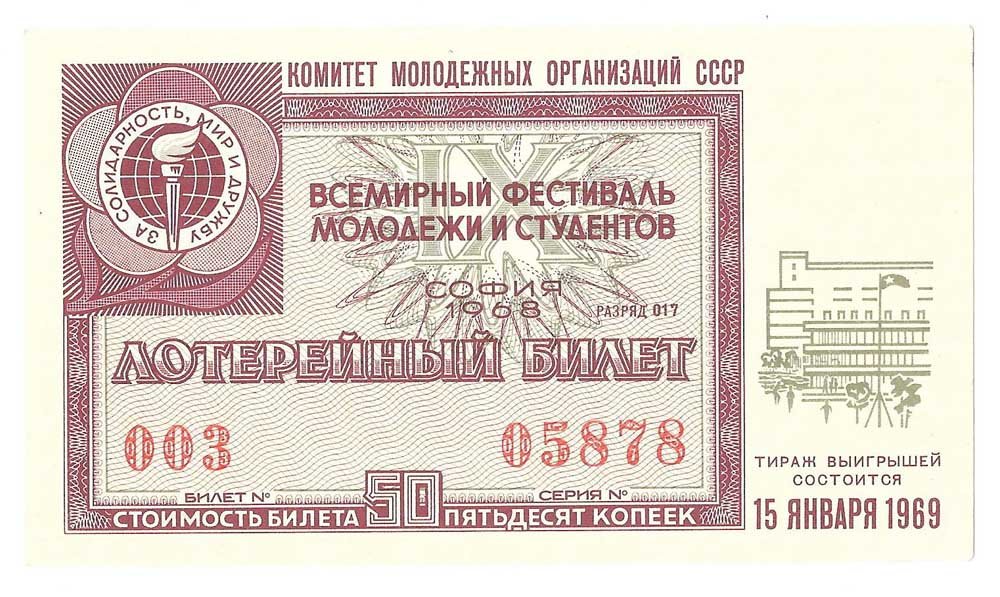 КОМИТЕТ МОЛОДЕЖНЫХ ОРГАНИЗАЦИЙ СССР
ЗА СОЛИДАРНОСТЬ, МИР И ДРУЖБУ
IX
ВСЕМИРНЫЙ ФЕСТИВАЛЬ
МОЛОДЕЖИ И СТУДЕНТОВ
СОФИЯ
1968
РАЗРЯД 017
ЛОТЕРЕЙНЫЙ БИЛЕТ
003 05878
БИЛЕТ № СЕРИЯ №
СТОИМОСТЬ БИЛЕТА 50 ПЯТЬДЕСЯТ КОПЕЕК
ТИРАЖ ВЫИГРЫШЕЙ
СОСТОИТСЯ
15 ЯНВАРЯ 1969